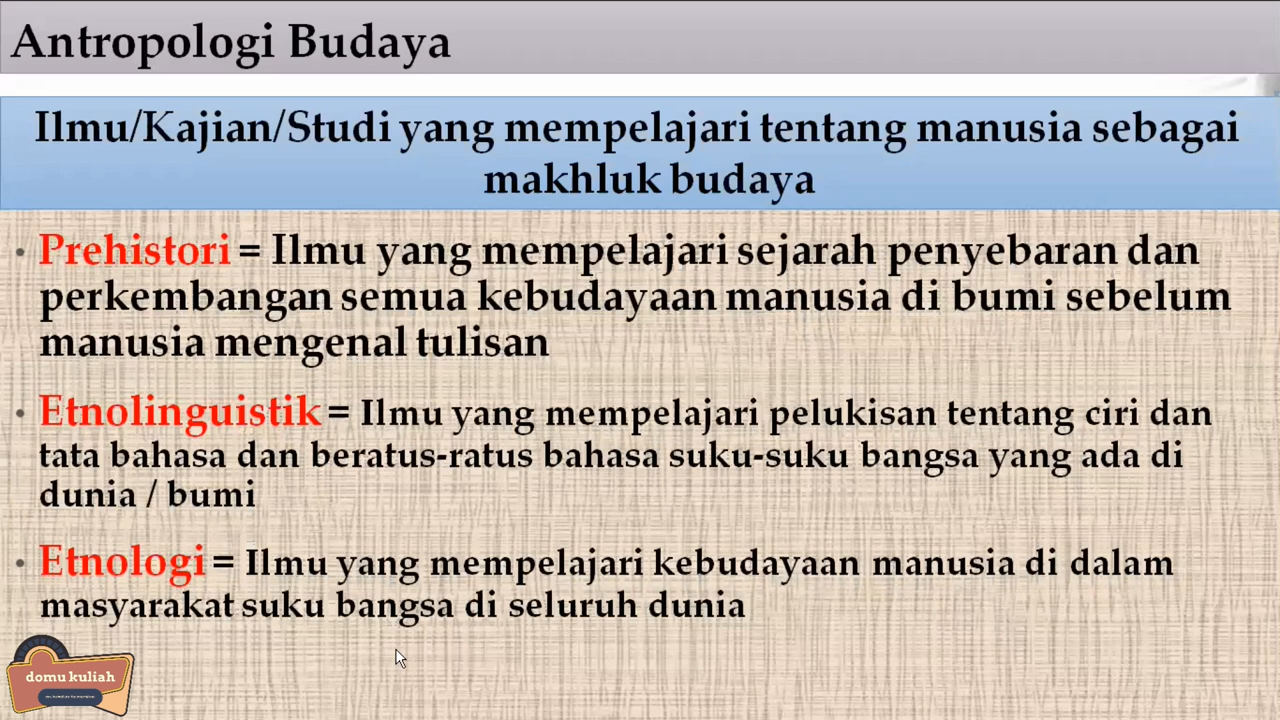 Antropologi Budaya
Ilmu/Kajian/Studi yang mempelajari tentang manusia sebagai
makhluk budaya
• Prehistori = Ilmu yang mempelajari sejarah penyebaran dan
perkembangan semua kebudayaan manusia di bumi sebelum
manusia mengenal tulisan
• Etnolinguistik = Ilmu yang mempelajari pelukisan tentang ciri dan
tata bahasa dan beratus-ratus bahasa suku-suku bangsa yang ada di
dunia / bumi
• Etnologi = Ilmu yang mempelajari kebudayaan manusia di dalam
masyarakat suku bangsa di seluruh dunia
domu kuliah